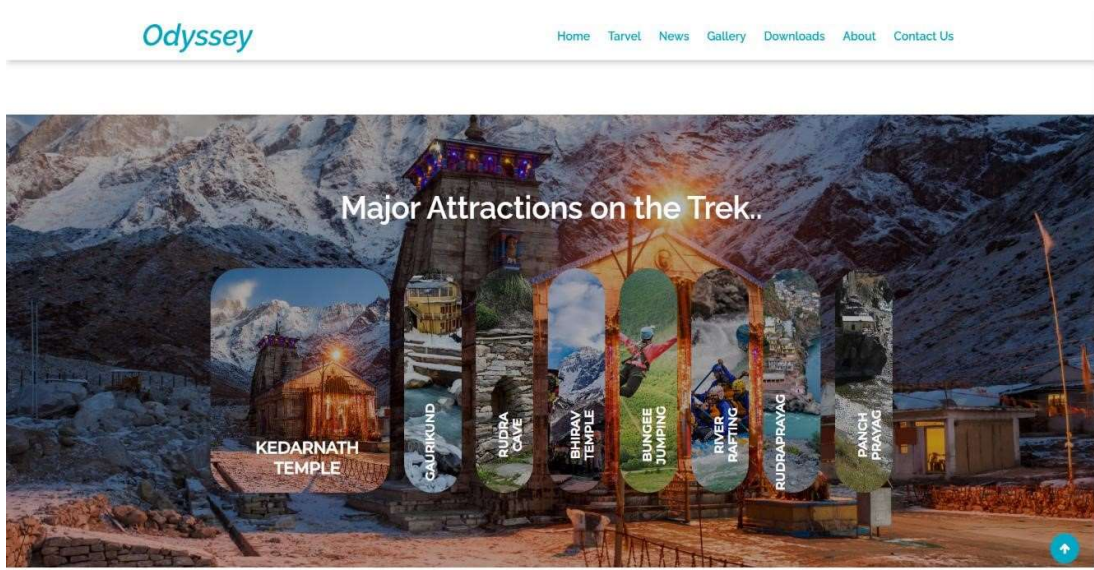 Odyssey
Home Tarvel News Gallery Downloads About Contact Us
Major Attractions on the Trek..
KEDARNATH
TEMPLE
GAURIKUND
RUDRA
CAVE
BHIRAV
TEMPLE
BUNGEE
JUMPING
RIVER
RAFTING
RUDRAPRAYAG
PANCH
PRAYAG